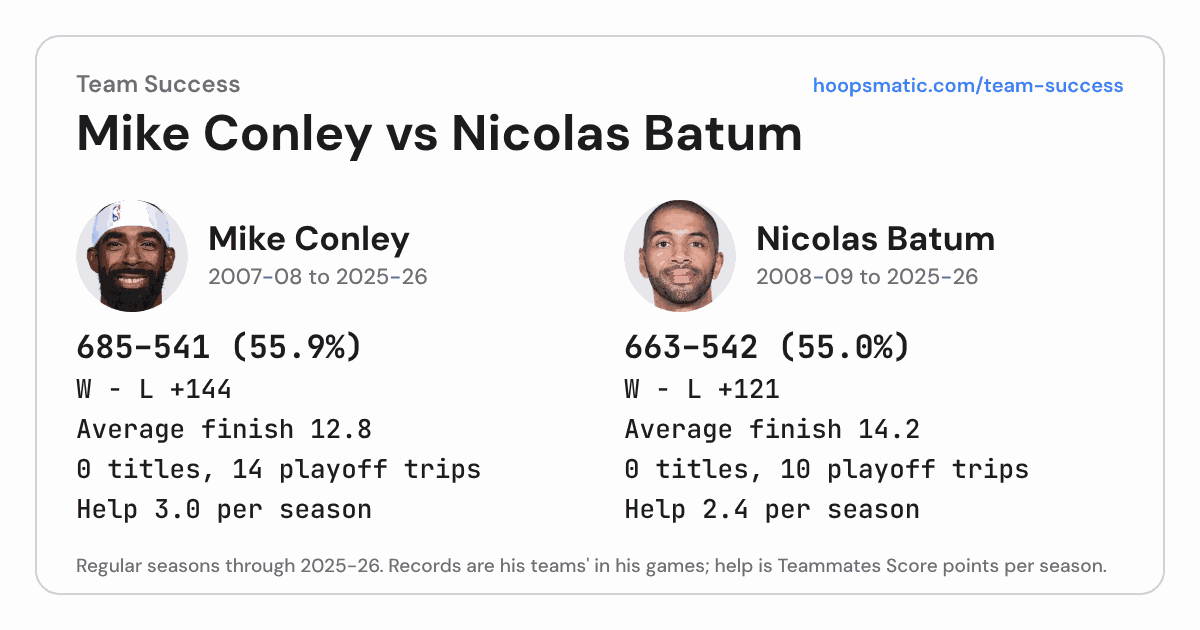 Team Success
hoopsmatic.com/team-success
Mike Conley vs Nicolas Batum
Mike Conley
2007-08 to 2025-26
685-541 (55.9%)
W - L +144
Average finish 12.8
0 titles, 14 playoff trips
Help 3.0 per season
Nicolas Batum
2008-09 to 2025-26
663-542 (55.0%)
W - L +121
Average finish 14.2
0 titles, 10 playoff trips
Help 2.4 per season
Regular seasons through 2025-26. Records are his teams' in his games; help is Teammates Score points per season.